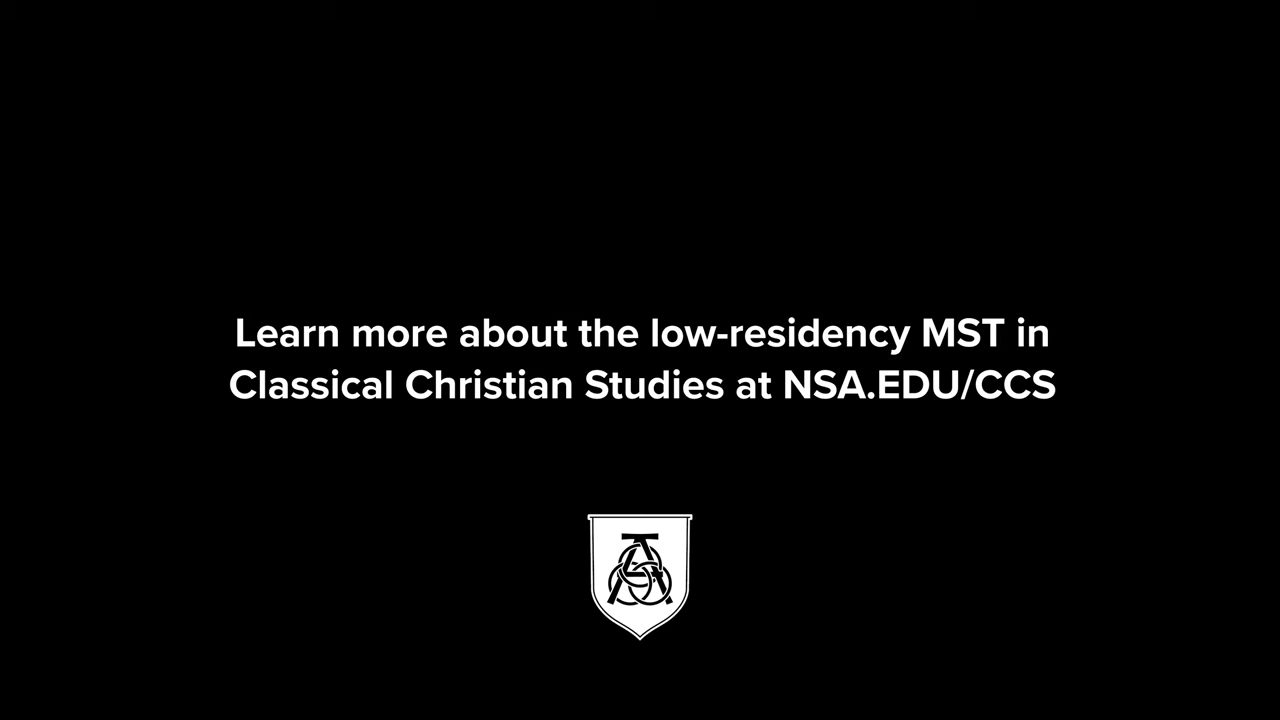 Learn more about the low-residency MST in
Classical Christian Studies at NSA.EDU/CCS